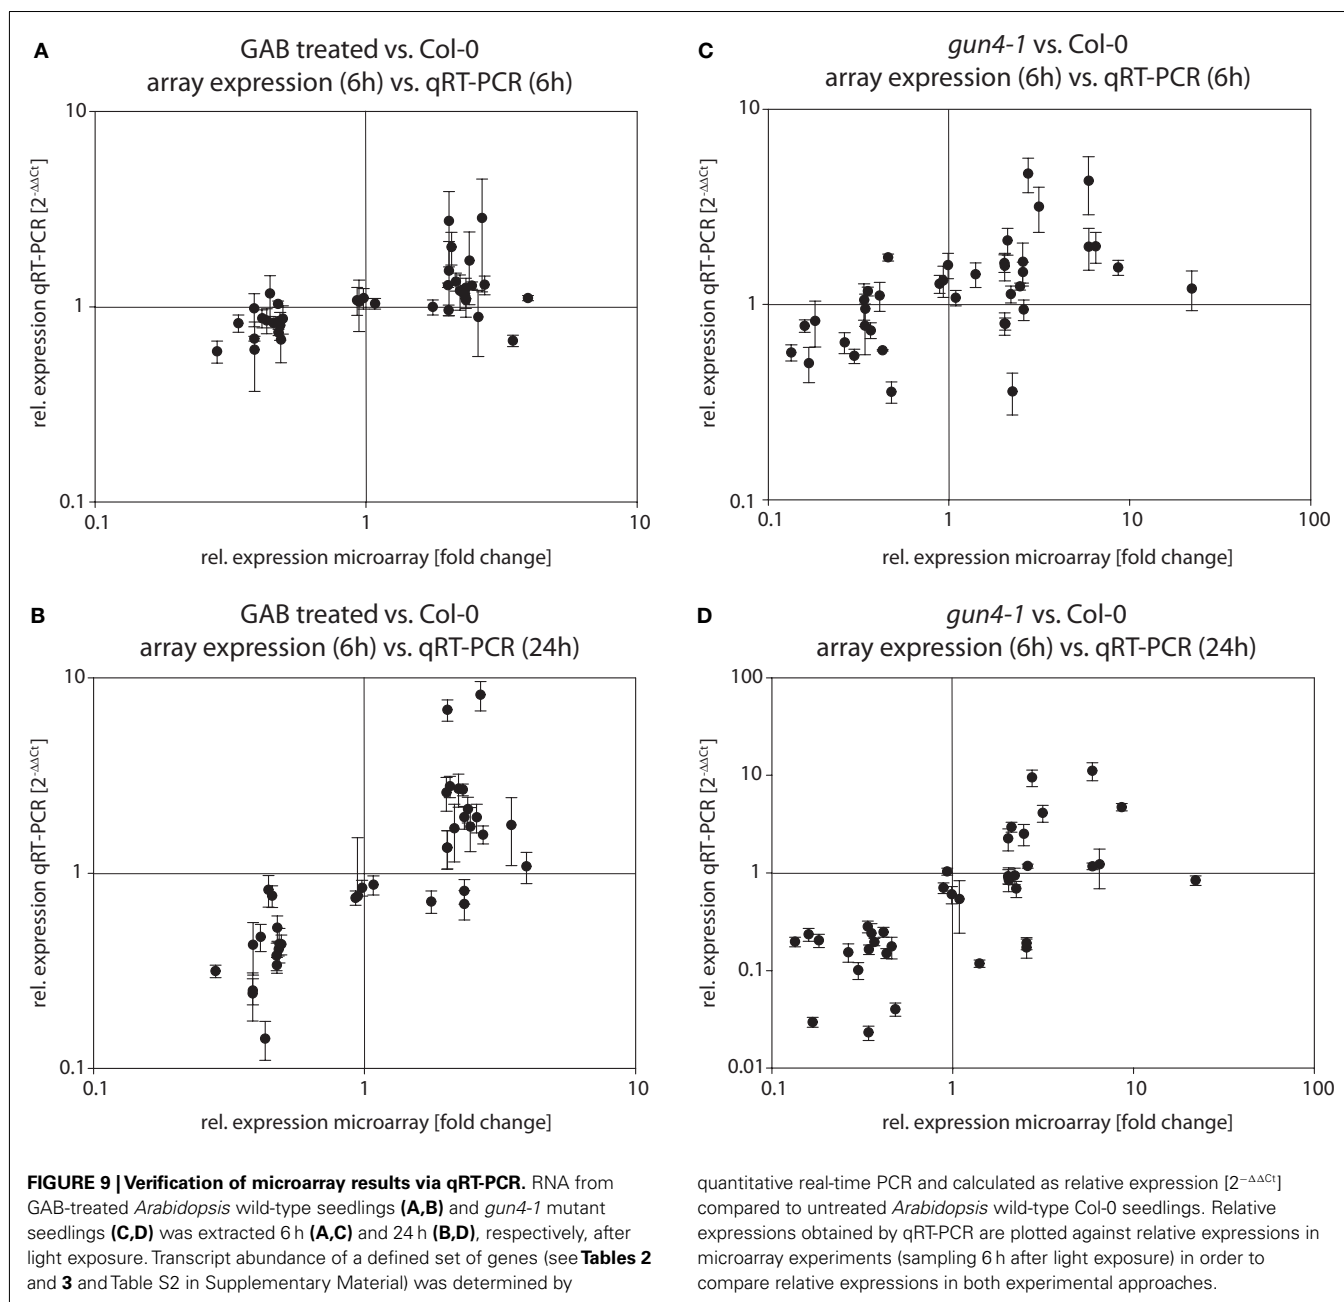 A
GAB treated vs. Col-0
array expression (6h) vs. qRT-PCR (6h)
10
1
0.1
rel. expression qRT-PCR [2-ΔΔCt]
0.1
1
10
rel. expression microarray [fold change]
C
gun4-1 vs. Col-0
array expression (6h) vs. qRT-PCR (6h)
10
1
0.1
rel. expression qRT-PCR [2-ΔΔCt]
0.1
1
10
100
rel. expression microarray [fold change]
B
GAB treated vs. Col-0
array expression (6h) vs. qRT-PCR (24h)
10
1
0.1
rel. expression qRT-PCR [2-ΔΔCt]
0.1
1
10
rel. expression microarray [fold change]
D
gun4-1 vs. Col-0
array expression (6h) vs. qRT-PCR (24h)
100
10
1
0.1
0.01
rel. expression qRT-PCR [2-ΔΔCt]
0.1
1
10
100
rel. expression microarray [fold change]
FIGURE 9 | Verification of microarray results via qRT-PCR. RNA from
GAB-treated Arabidopsis wild-type seedlings (A,B) and gun4-1 mutant
seedlings (C,D) was extracted 6 h (A,C) and 24 h (B,D), respectively, after
light exposure. Transcript abundance of a defined set of genes (see Tables 2
and 3 and Table S2 in Supplementary Material) was determined by
quantitative real-time PCR and calculated as relative expression [2−ΔΔCt]
compared to untreated Arabidopsis wild-type Col-0 seedlings. Relative
expressions obtained by qRT-PCR are plotted against relative expressions in
microarray experiments (sampling 6 h after light exposure) in order to
compare relative expressions in both experimental approaches.